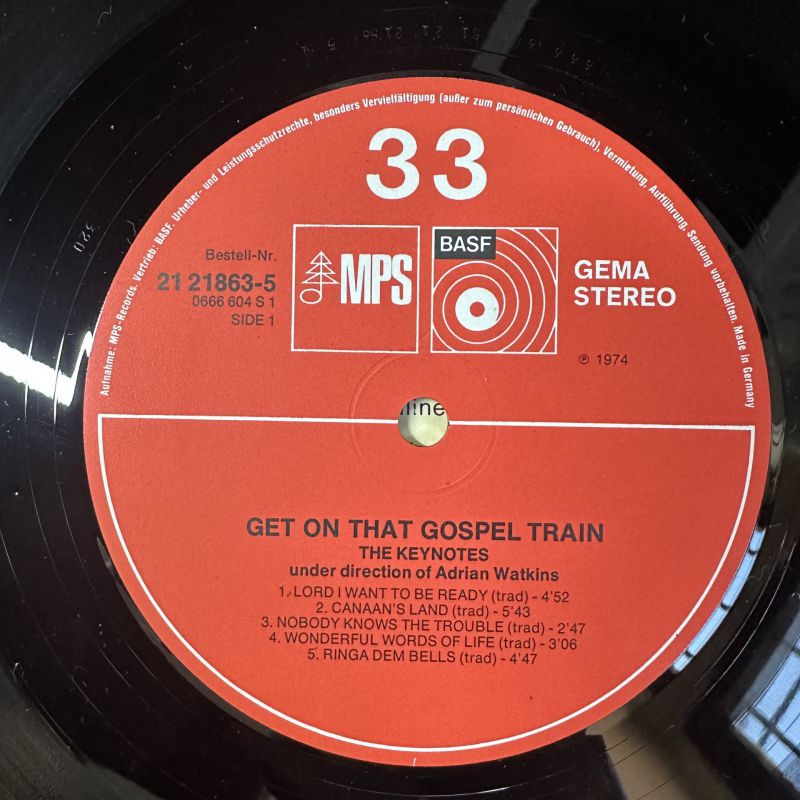 Aufnahme: MPS-Records. Vertrieb: BASF. Urheber- und Leistungsschutzrechte, besonders Vervielfältigung (außer zum persönlichen Gebrauch), Vermietung, Aufführung, Sendung vorbehalten. Made in Germany
33
Bestell-Nr.
21 21863-5
0666 604 S 1
SIDE 1
MPS
BASF
GEMA
STEREO
℗ 1974
GET ON THAT GOSPEL TRAIN
THE KEYNOTES
under direction of Adrian Watkins
1. LORD I WANT TO BE READY (trad) - 4'52
2. CANAAN'S LAND (trad) - 5'43
3. NOBODY KNOWS THE TROUBLE (trad) - 2'47
4. WONDERFUL WORDS OF LIFE (trad) - 3'06
5. RINGA DEM BELLS (trad) - 4'47
320